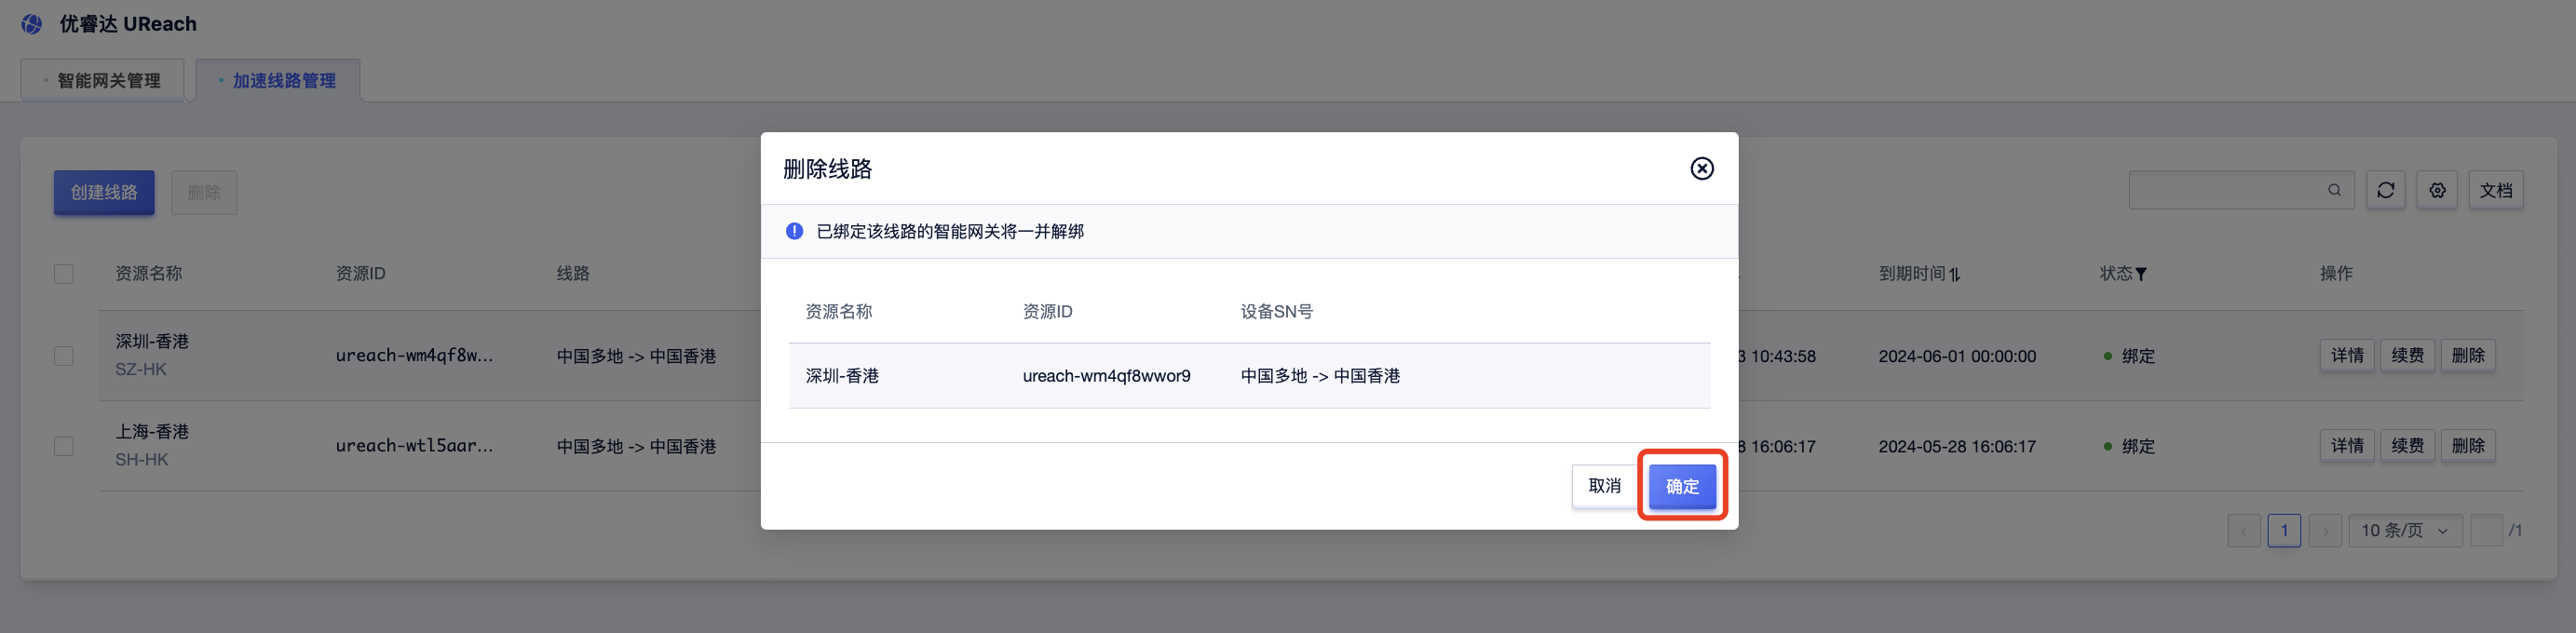 优睿达 UReach
智能网关管理
加速线路管理
创建线路
删除
文档
资源名称
资源ID
线路
到期时间
状态
操作
深圳-香港
SZ-HK
ureach-wm4qf8w...
中国多地 -> 中国香港
3 10:43:58
2024-06-01 00:00:00
绑定
详情
续费
删除
上海-香港
SH-HK
ureach-wtl5aar...
中国多地 -> 中国香港
8 16:06:17
2024-05-28 16:06:17
绑定
详情
续费
删除
1
10 条/页
/1
删除线路
已绑定该线路的智能网关将一并解绑
资源名称
资源ID
设备SN号
深圳-香港
ureach-wm4qf8wwor9
中国多地 -> 中国香港
取消
确定